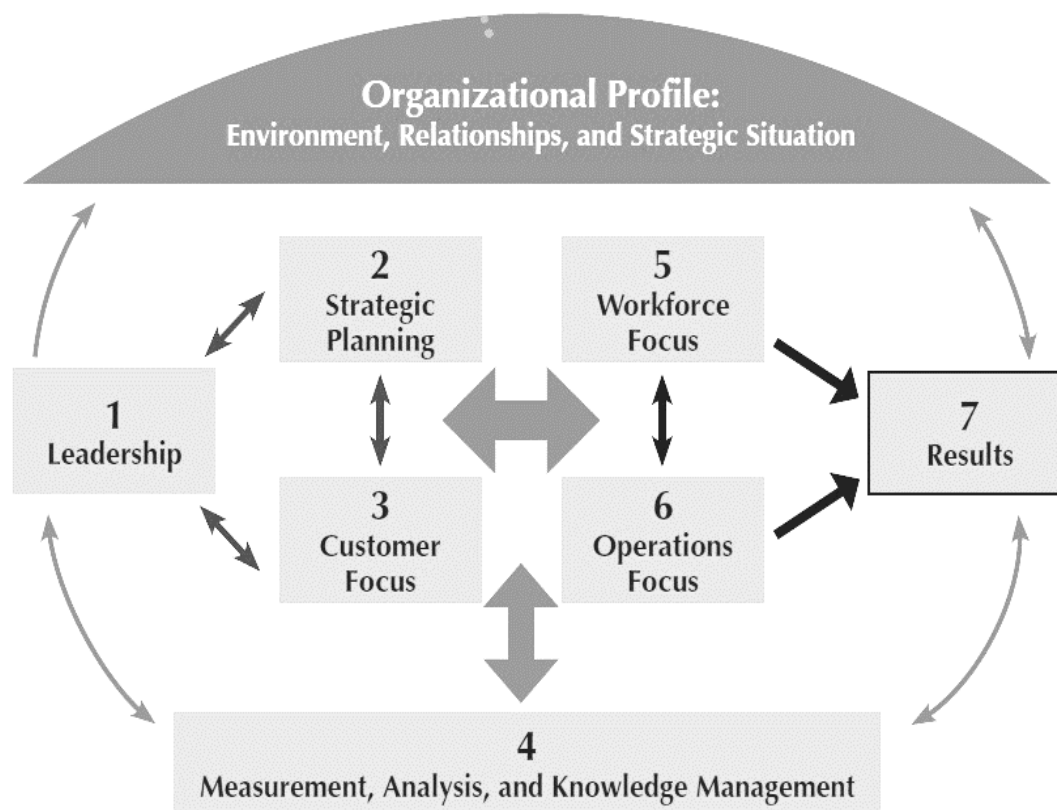 Organizational Profile:
Environment, Relationships, and Strategic Situation
2
Strategic
Planning
5
Workforce
Focus
1
Leadership
7
Results
3
Customer
Focus
6
Operations
Focus
4
Measurement, Analysis, and Knowledge Management